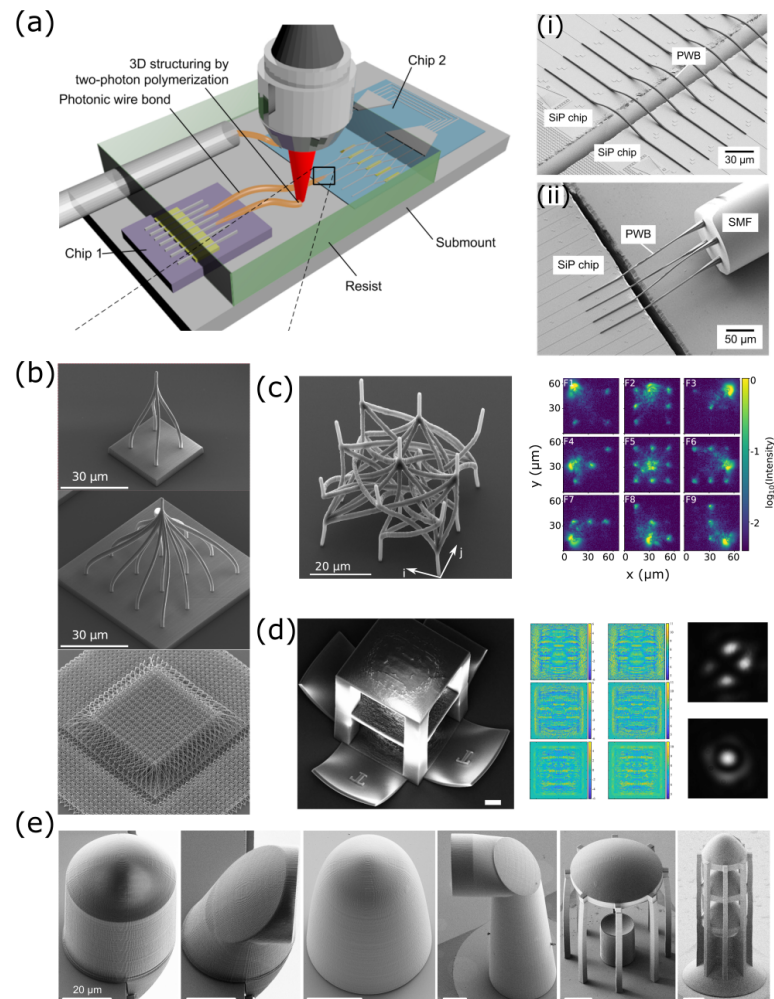 (a)
3D structuring by
two-photon polymerization
Photonic wire bond
Chip 2
Chip 1
Submount
Resist
(i)
PWB
SiP chip
SiP chip
30 µm
(ii)
SMF
PWB
SiP chip
50 µm
(b)
30 µm
30 µm
(c)
20 µm
i
j
F1
F2
F3
F4
F5
F6
F7
F8
F9
60
30
60
30
60
30
0
0 30 60
0 30 60
0 30 60
y (µm)
x (µm)
0
-1
-2
log10(Intensity)
(d)
(e)
20 µm